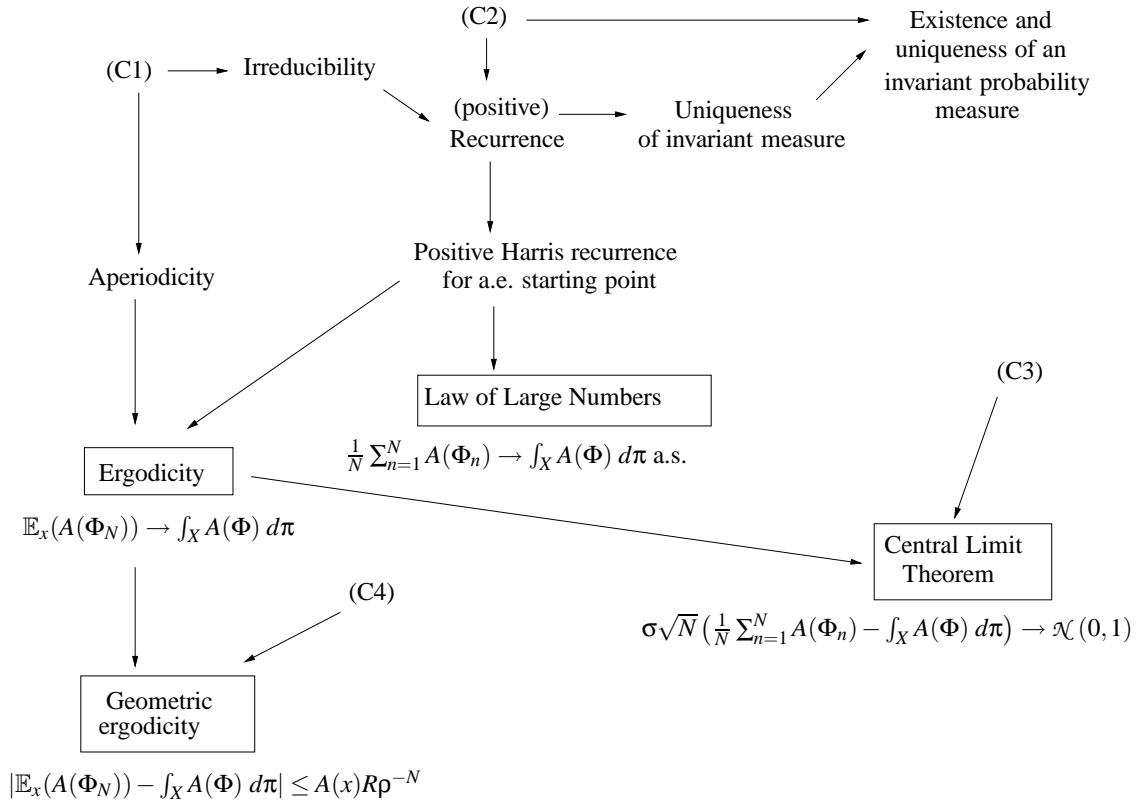 (C2)
Existence and
uniqueness of an
invariant probability
measure
(C1)
Irreducibility
(positive)
Recurrence
Uniqueness
of invariant measure
Aperiodicity
Positive Harris recurrence
for a.e. starting point
Law of Large Numbers
(C3)
$\frac{1}{N} \sum_{n=1}^{N} A(\Phi_n) \to \int_X A(\Phi)\, d\pi$ a.s.
Ergodicity
$\mathbb{E}_x(A(\Phi_N)) \to \int_X A(\Phi)\, d\pi$
Central Limit
Theorem
(C4)
$\sigma\sqrt{N}\left(\frac{1}{N} \sum_{n=1}^{N} A(\Phi_n) - \int_X A(\Phi)\, d\pi\right) \to \mathcal{N}(0,1)$
Geometric
ergodicity
$|\mathbb{E}_x(A(\Phi_N)) - \int_X A(\Phi)\, d\pi| \leq A(x)R\rho^{-N}$